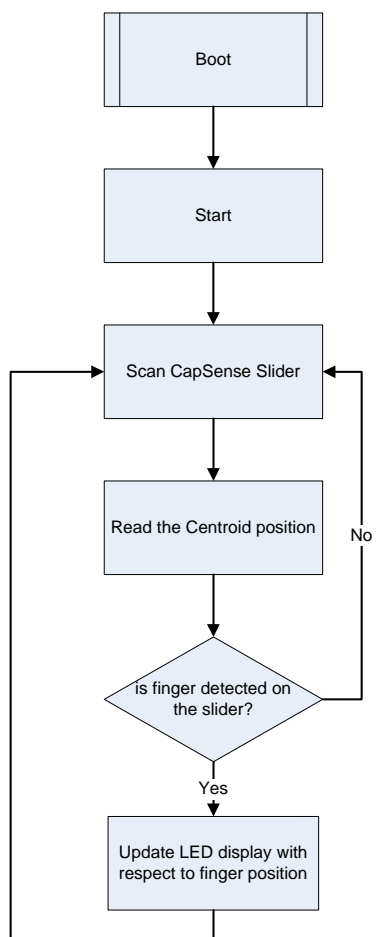 Boot
Start
Scan CapSense Slider
Read the Centroid position
No
is finger detected on
the slider?
Yes
Update LED display with
respect to finger position